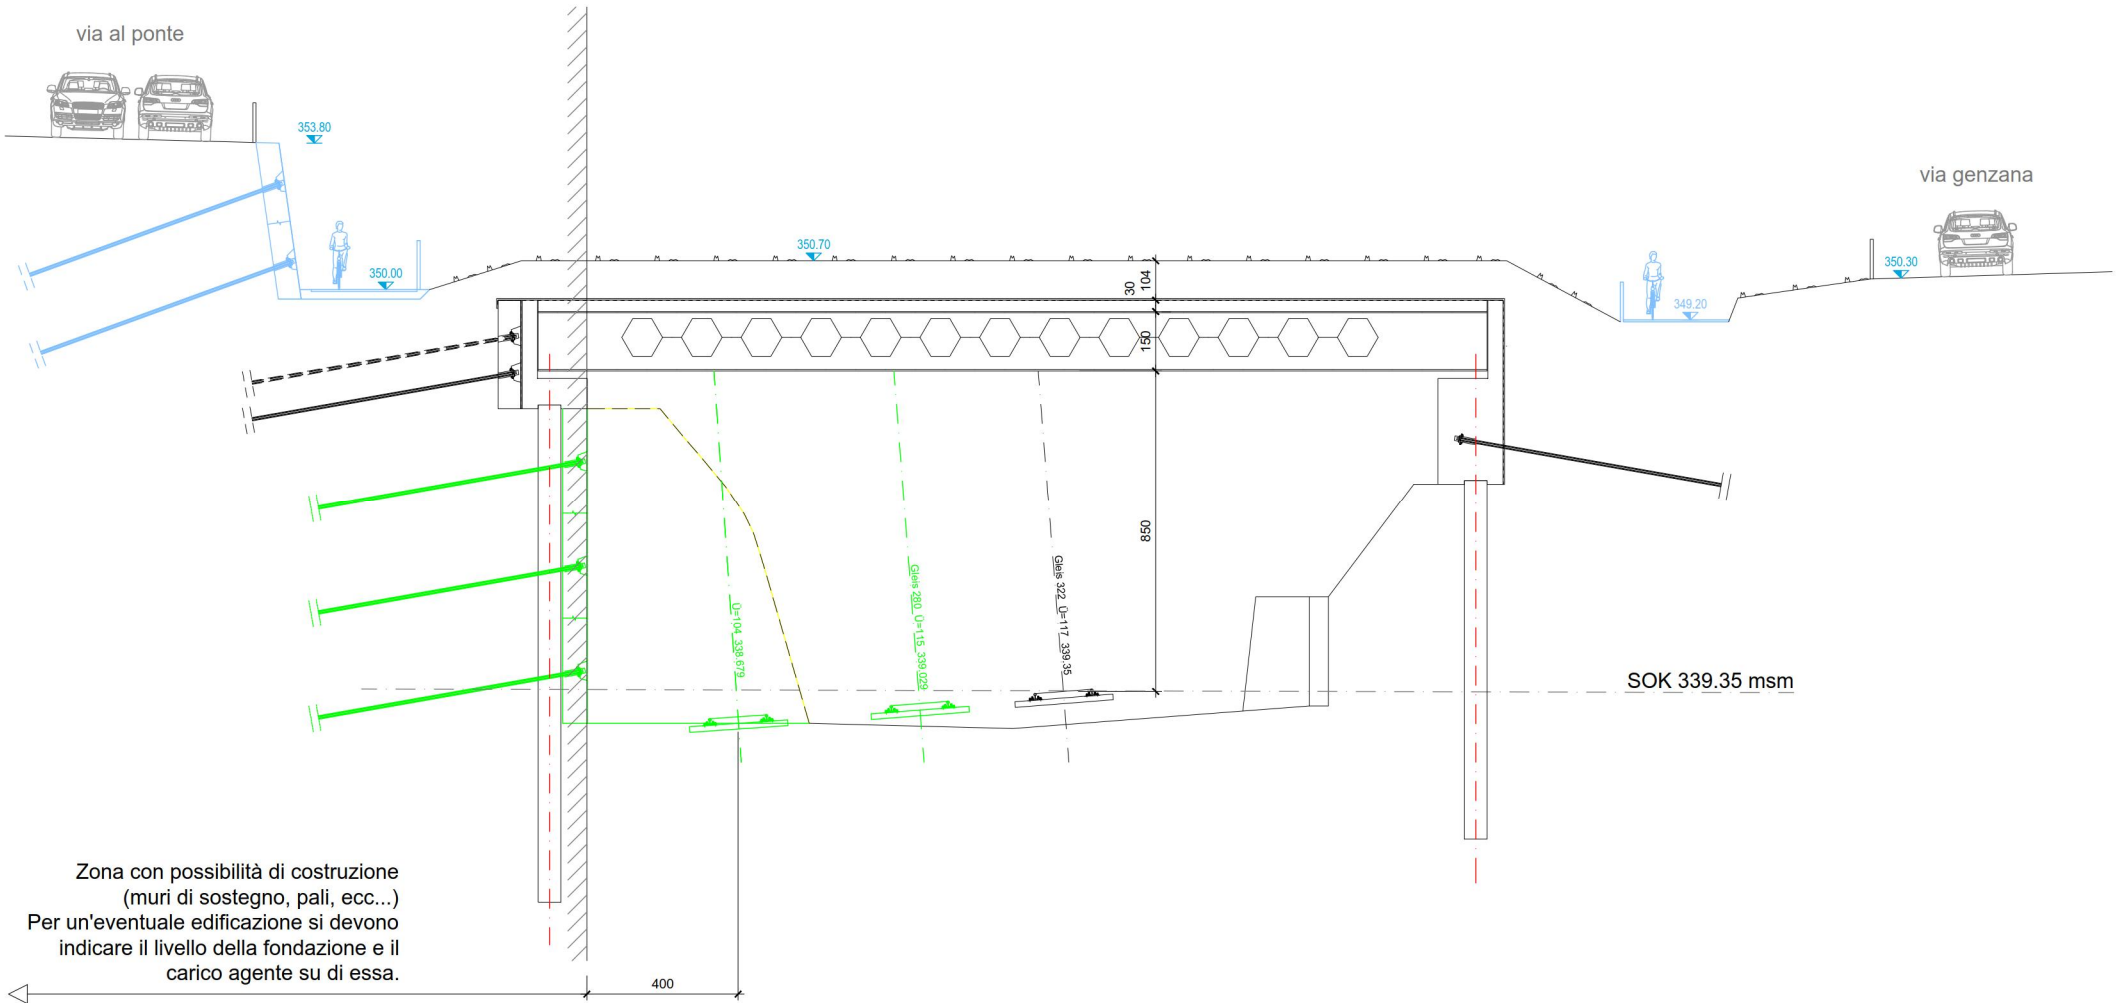 via al ponte
353.80
via genzana
350.70
350.00
350.30
349.20
30
104
150
850
Ü=104 338.679
Gleis 280 Ü=115 339.029
Gleis 322 Ü=117 339.35
SOK 339.35 msm
Zona con possibilità di costruzione
(muri di sostegno, pali, ecc...)
Per un'eventuale edificazione si devono
indicare il livello della fondazione e il
carico agente su di essa.
400